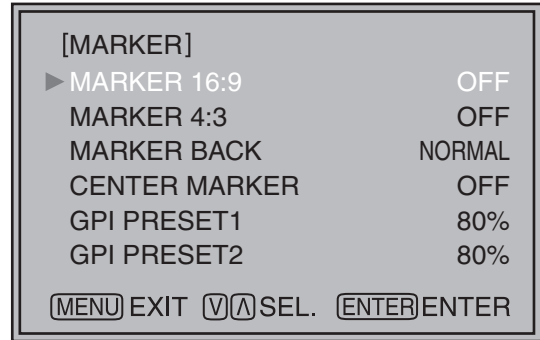 [MARKER]
▶ MARKER 16:9 OFF
MARKER 4:3 OFF
MARKER BACK NORMAL
CENTER MARKER OFF
GPI PRESET1 80%
GPI PRESET2 80%
MENU EXIT V Λ SEL. ENTER ENTER